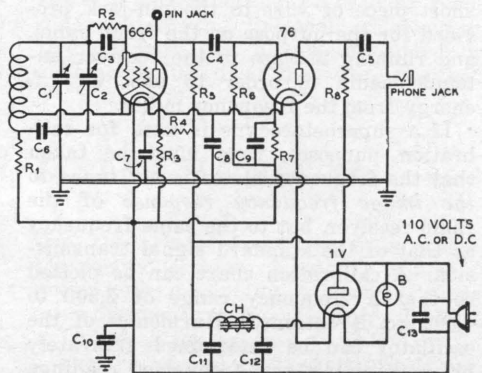 PIN JACK
R2
6C6
76
C3
C4
C5
C1
C2
R5
R6
R8
PHONE JACK
R4
C6
C7
R3
C8
C9
R7
R1
110 VOLTS
A.C. OR D.C
1V
B
CH
C13
C10
C11
C12